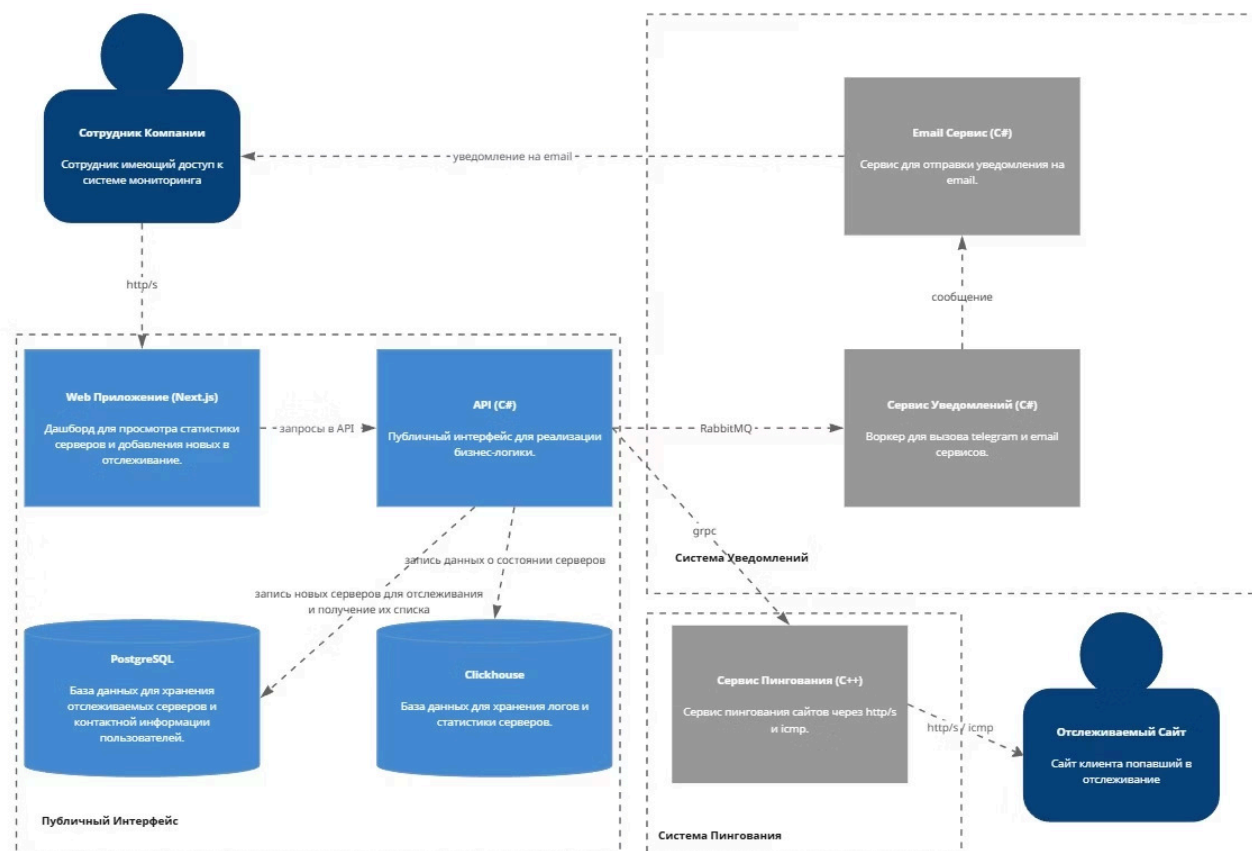 Сотрудник Компании
Сотрудник имеющий доступ к
системе мониторинга
уведомление на email
Email Сервис (C#)
Сервис для отправки уведомления на
email.
http/s
сообщение
Web Приложение (Next.js)
Дашборд для просмотра статистики
серверов и добавления новых в
отслеживание.
запросы в API
API (C#)
Публичный интерфейс для реализации
бизнес-логики.
RabbitMQ
Сервис Уведомлений (C#)
Воркер для вызова telegram и email
сервисов.
grpc
Система Уведомлений
запись данных о состоянии серверов
запись новых серверов для отслеживания
и получение их списка
PostgreSQL
База данных для хранения
отслеживаемых серверов и
контактной информации
пользователей.
Clickhouse
База данных для хранения логов и
статистики серверов.
Сервис Пингования (C++)
Сервис пингования сайтов через http/s
и icmp.
http/s / icmp
Отслеживаемый Сайт
Сайт клиента попавший в
отслеживание
Публичный Интерфейс
Система Пингования